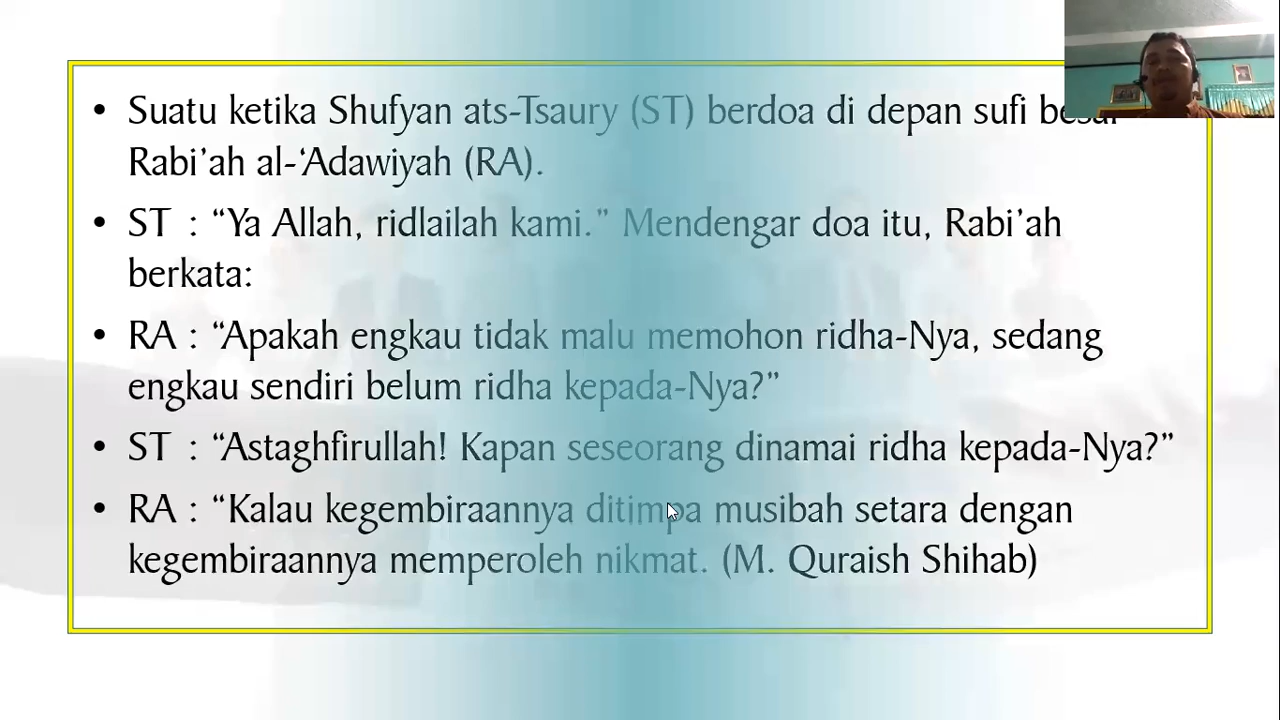 • Suatu ketika Shufyan ats-Tsaury (ST) berdoa di depan sufi besar
Rabi’ah al-‘Adawiyah (RA).
• ST : “Ya Allah, ridlailah kami.” Mendengar doa itu, Rabi’ah
berkata:
• RA : “Apakah engkau tidak malu memohon ridha-Nya, sedang
engkau sendiri belum ridha kepada-Nya?”
• ST : “Astaghfirullah! Kapan seseorang dinamai ridha kepada-Nya?”
• RA : “Kalau kegembiraannya ditimpa musibah setara dengan
kegembiraannya memperoleh nikmat. (M. Quraish Shihab)